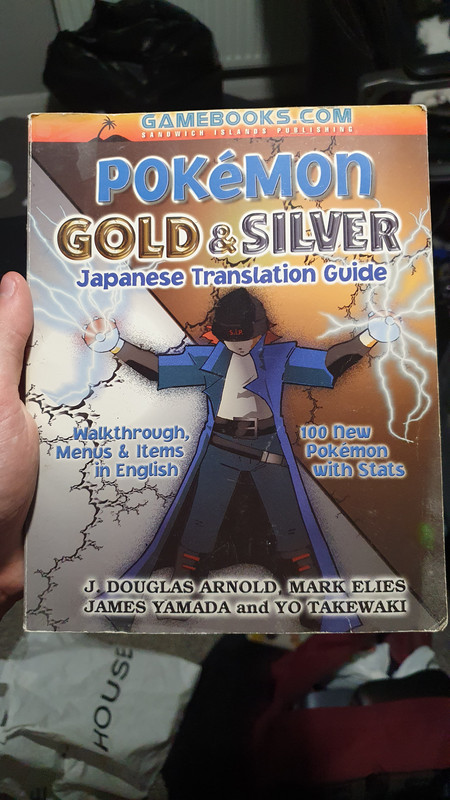 GAMEBOOKS.COM
SANDWICH ISLANDS PUBLISHING
POKéMON
GOLD & SILVER
Japanese Translation Guide
S.I.P.
Walkthrough,
Menus & Items
in English
100 New
Pokémon
with Stats
J. DOUGLAS ARNOLD, MARK ELIES
JAMES YAMADA and YO TAKEWAKI
HOUSE